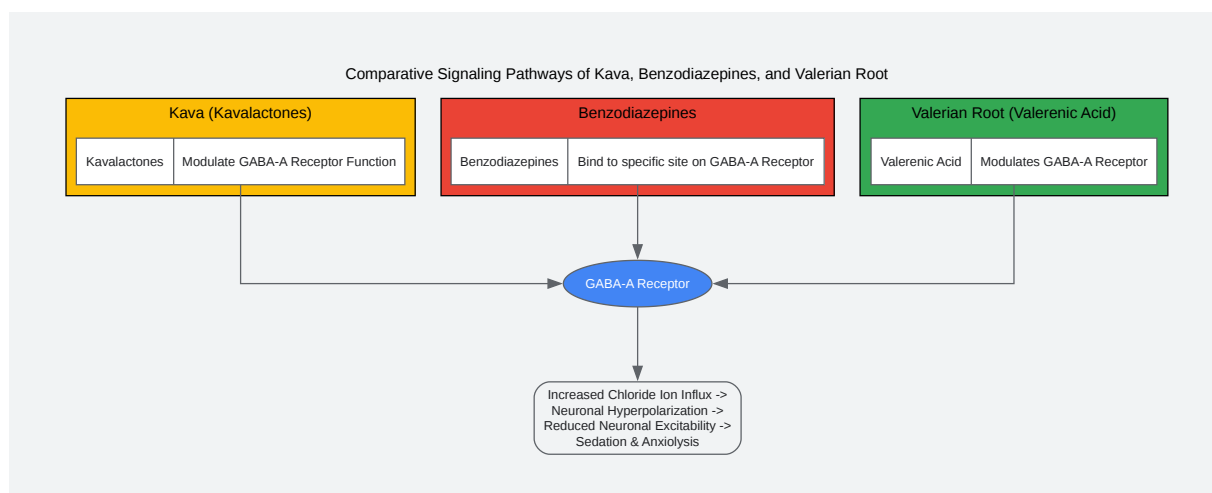 Comparative Signaling Pathways of Kava, Benzodiazepines, and Valerian Root
Kava (Kavalactones)
Kavalactones
Modulate GABA-A Receptor Function
Benzodiazepines
Benzodiazepines
Bind to specific site on GABA-A Receptor
Valerian Root (Valerenic Acid)
Valerenic Acid
Modulates GABA-A Receptor
GABA-A Receptor
Increased Chloride Ion Influx ->
Neuronal Hyperpolarization ->
Reduced Neuronal Excitability ->
Sedation & Anxiolysis